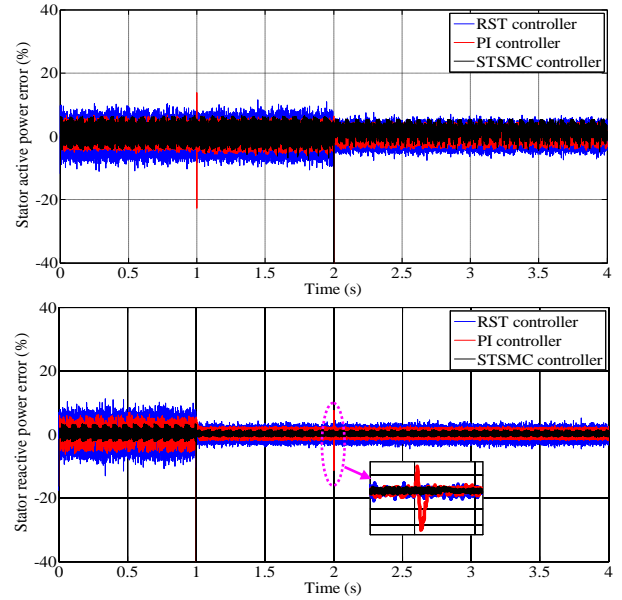 40
20
0
-20
-40
Stator active power error (%)
RST controller
PI controller
STSMC controller
0 0.5 1 1.5 2 2.5 3 3.5 4
Time (s)
40
20
0
-20
-40
Stator reactive power error (%)
RST controller
PI controller
STSMC controller
0 0.5 1 1.5 2 2.5 3 3.5 4
Time (s)